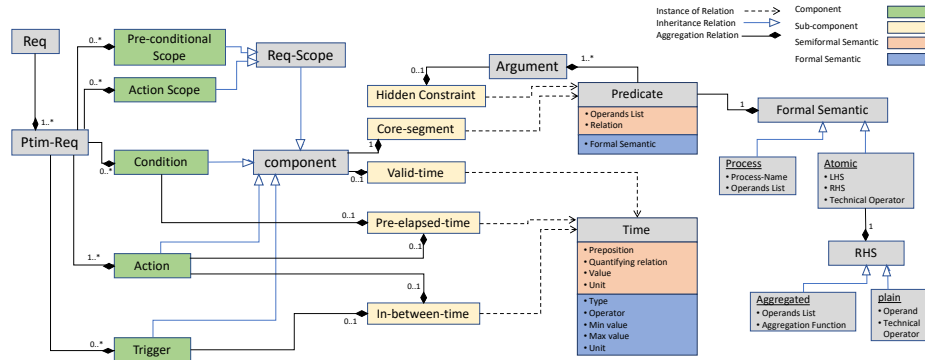 Instance of Relation
Inheritance Relation
Aggregation Relation
Component
Sub-component
Semiformal Semantic
Formal Semantic
Req
0..*
Pre-conditional
Scope
Req-Scope
0..*
Action Scope
1..*
Ptim-Req
0..*
Condition
component
1..*
Action
0..*
Trigger
Argument
1..*
0..1
Hidden Constraint
Core-segment
1
Valid-time
0..1
Pre-elapsed-time
0..1
0..1
0..1
In-between-time
0..1
Predicate
• Operands List
• Relation
• Formal Semantic
Time
• Preposition
• Quantifying relation
• Value
• Unit
• Type
• Operator
• Min value
• Max value
• Unit
1
Formal Semantic
Process
• Process-Name
• Operands List
Atomic
• LHS
• RHS
• Technical Operator
1
RHS
Aggregated
• Operands List
• Aggregation Function
plain
• Operand
• Technical
Operator